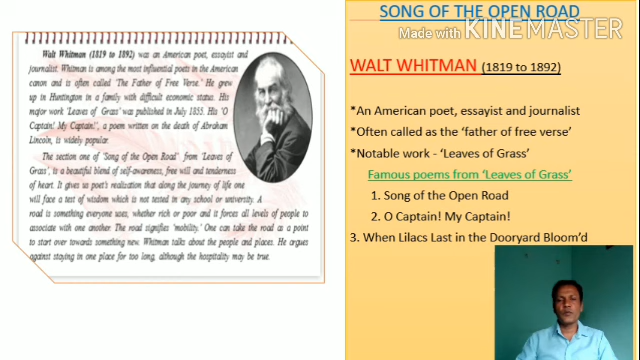 Walt Whitman (1819 to 1892) was an American poet, essayist and
journalist. Whitman is among the most influential poets in the American
canon and is often called 'The Father of Free Verse.' He grew
up in Huntington in a family with difficult economic status. His
major work 'Leaves of Grass' was published in July 1855. His 'O
Captain! My Captain!', a poem written on the death of Abraham
Lincoln, is widely popular.
The section one of 'Song of the Open Road' from 'Leaves of
Grass', is a beautiful blend of self-awareness, free will and tenderness
of heart. It gives us poet's realization that along the journey of life one
will face a test of wisdom which is not tested in any school or university. A
road is something everyone uses, whether rich or poor and it forces all levels of people to
associate with one another. The road signifies 'mobility.' One can take the road as a point
to start over towards something new. Whitman talks about the people and places. He argues
against staying in one place for too long, although the hospitality may be true.
SONG OF THE OPEN ROAD
Made with KINEMASTER
WALT WHITMAN (1819 to 1892)
*An American poet, essayist and journalist
*Often called as the 'father of free verse'
*Notable work - 'Leaves of Grass'
Famous poems from 'Leaves of Grass'
1. Song of the Open Road
2. O Captain! My Captain!
3. When Lilacs Last in the Dooryard Bloom'd